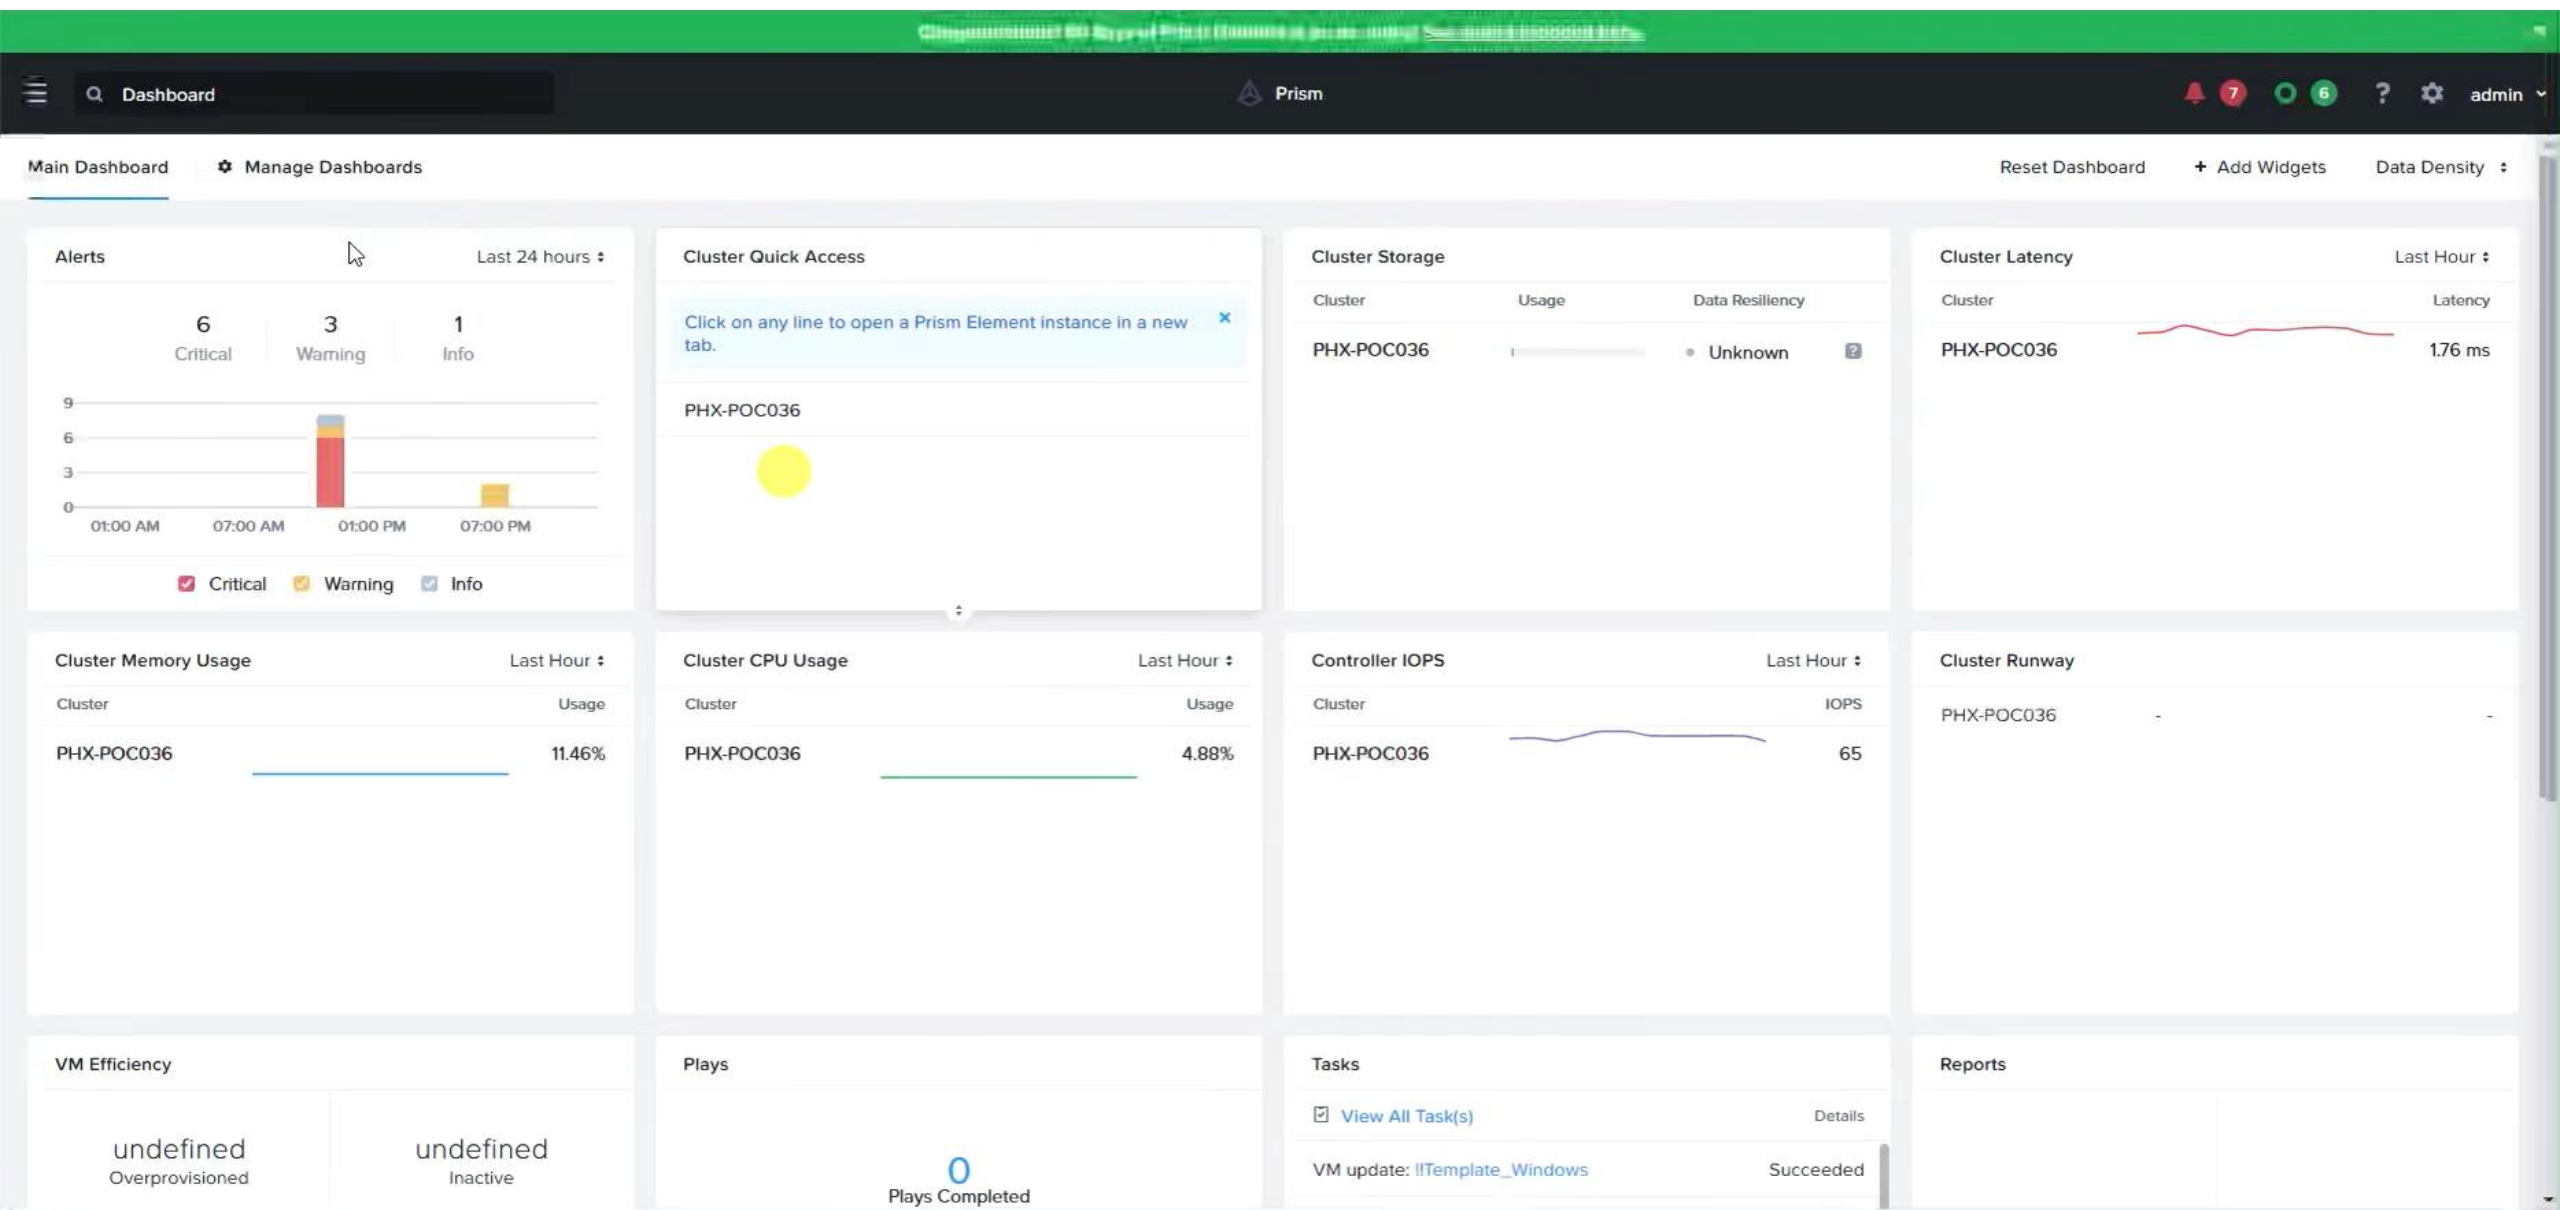 Dashboard
Prism
7
6
?
admin
Main Dashboard
Manage Dashboards
Reset Dashboard
+ Add Widgets
Data Density
Alerts
Last 24 hours
6
3
1
Critical
Warning
Info
9
6
3
0
01:00 AM
07:00 AM
01:00 PM
07:00 PM
Critical
Warning
Info
Cluster Quick Access
Click on any line to open a Prism Element instance in a new
tab.
PHX-POC036
Cluster Storage
Cluster Usage Data Resiliency
PHX-POC036 Unknown ?
Cluster Latency
Last Hour
Cluster Latency
PHX-POC036 1.76 ms
Cluster Memory Usage
Last Hour
Cluster Usage
PHX-POC036 11.46%
Cluster CPU Usage
Last Hour
Cluster Usage
PHX-POC036 4.88%
Controller IOPS
Last Hour
Cluster IOPS
PHX-POC036 65
Cluster Runway
PHX-POC036 - -
VM Efficiency
undefined
Overprovisioned
undefined
Inactive
Plays
0
Plays Completed
Tasks
View All Task(s) Details
VM update: !!Template_Windows Succeeded
Reports